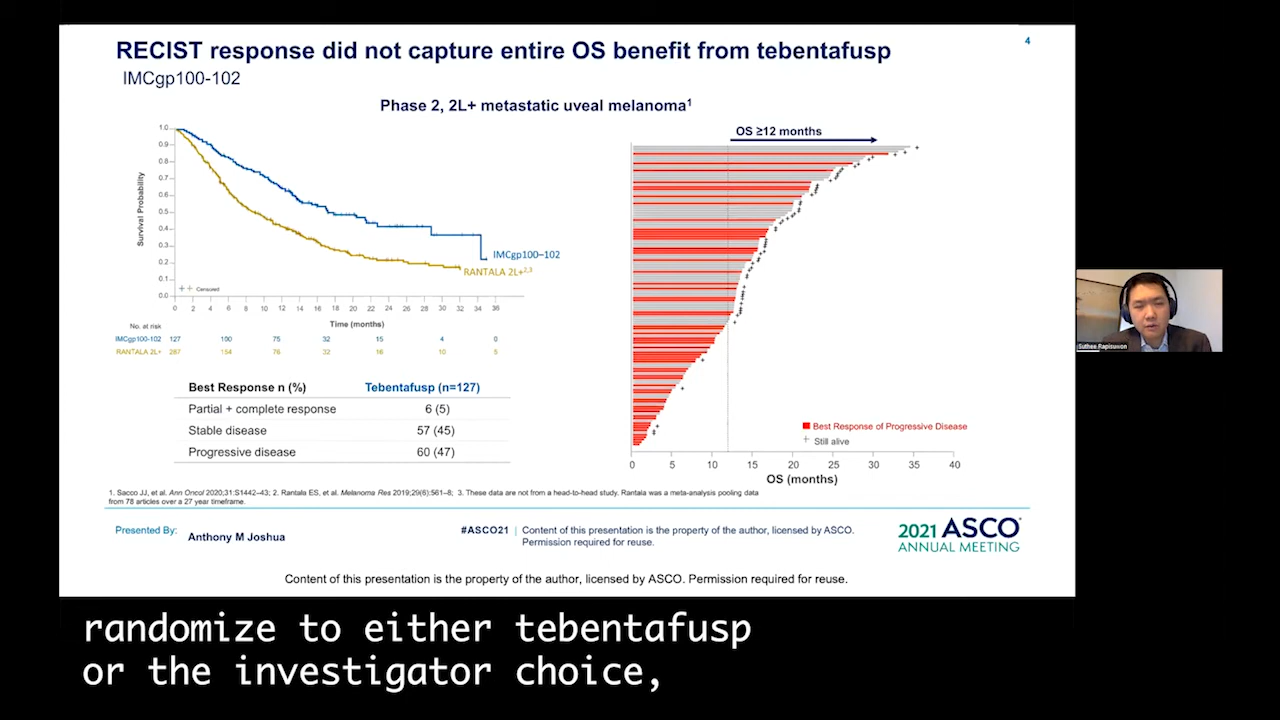 RECIST response did not capture entire OS benefit from tebentafusp
4
IMCgp100-102
Phase 2, 2L+ metastatic uveal melanoma1
Survival Probability
1.0
0.9
0.8
0.7
0.6
0.5
0.4
0.3
0.2
0.1
0.0
IMCgp100–102
RANTALA 2L+2,3
Censored
0 2 4 6 8 10 12 14 16 18 20 22 24 26 28 30 32 34 36
Time (months)
No. at risk
IMCgp100-102 127 100 75 32 15 4 0
RANTALA 2L+ 287 154 76 32 16 10 5
Best Response n (%) Tebentafusp (n=127)
Partial + complete response 6 (5)
Stable disease 57 (45)
Progressive disease 60 (47)
OS ≥12 months
Best Response of Progressive Disease
+ Still alive
0 5 10 15 20 25 30 35 40
OS (months)
1. Sacco JJ, et al. Ann Oncol 2020;31:S1442–43; 2. Rantala ES, et al. Melanoma Res 2019;29(6):561–8; 3. These data are not from a head-to-head study. Rantala was a meta-analysis pooling data
from 78 articles over a 27 year timeframe.
Presented By: Anthony M Joshua
#ASCO21 | Content of this presentation is the property of the author, licensed by ASCO.
Permission required for reuse.
2021 ASCO
ANNUAL MEETING
Content of this presentation is the property of the author, licensed by ASCO. Permission required for reuse.
Suthee Rapisuwon
randomize to either tebentafusp
or the investigator choice,